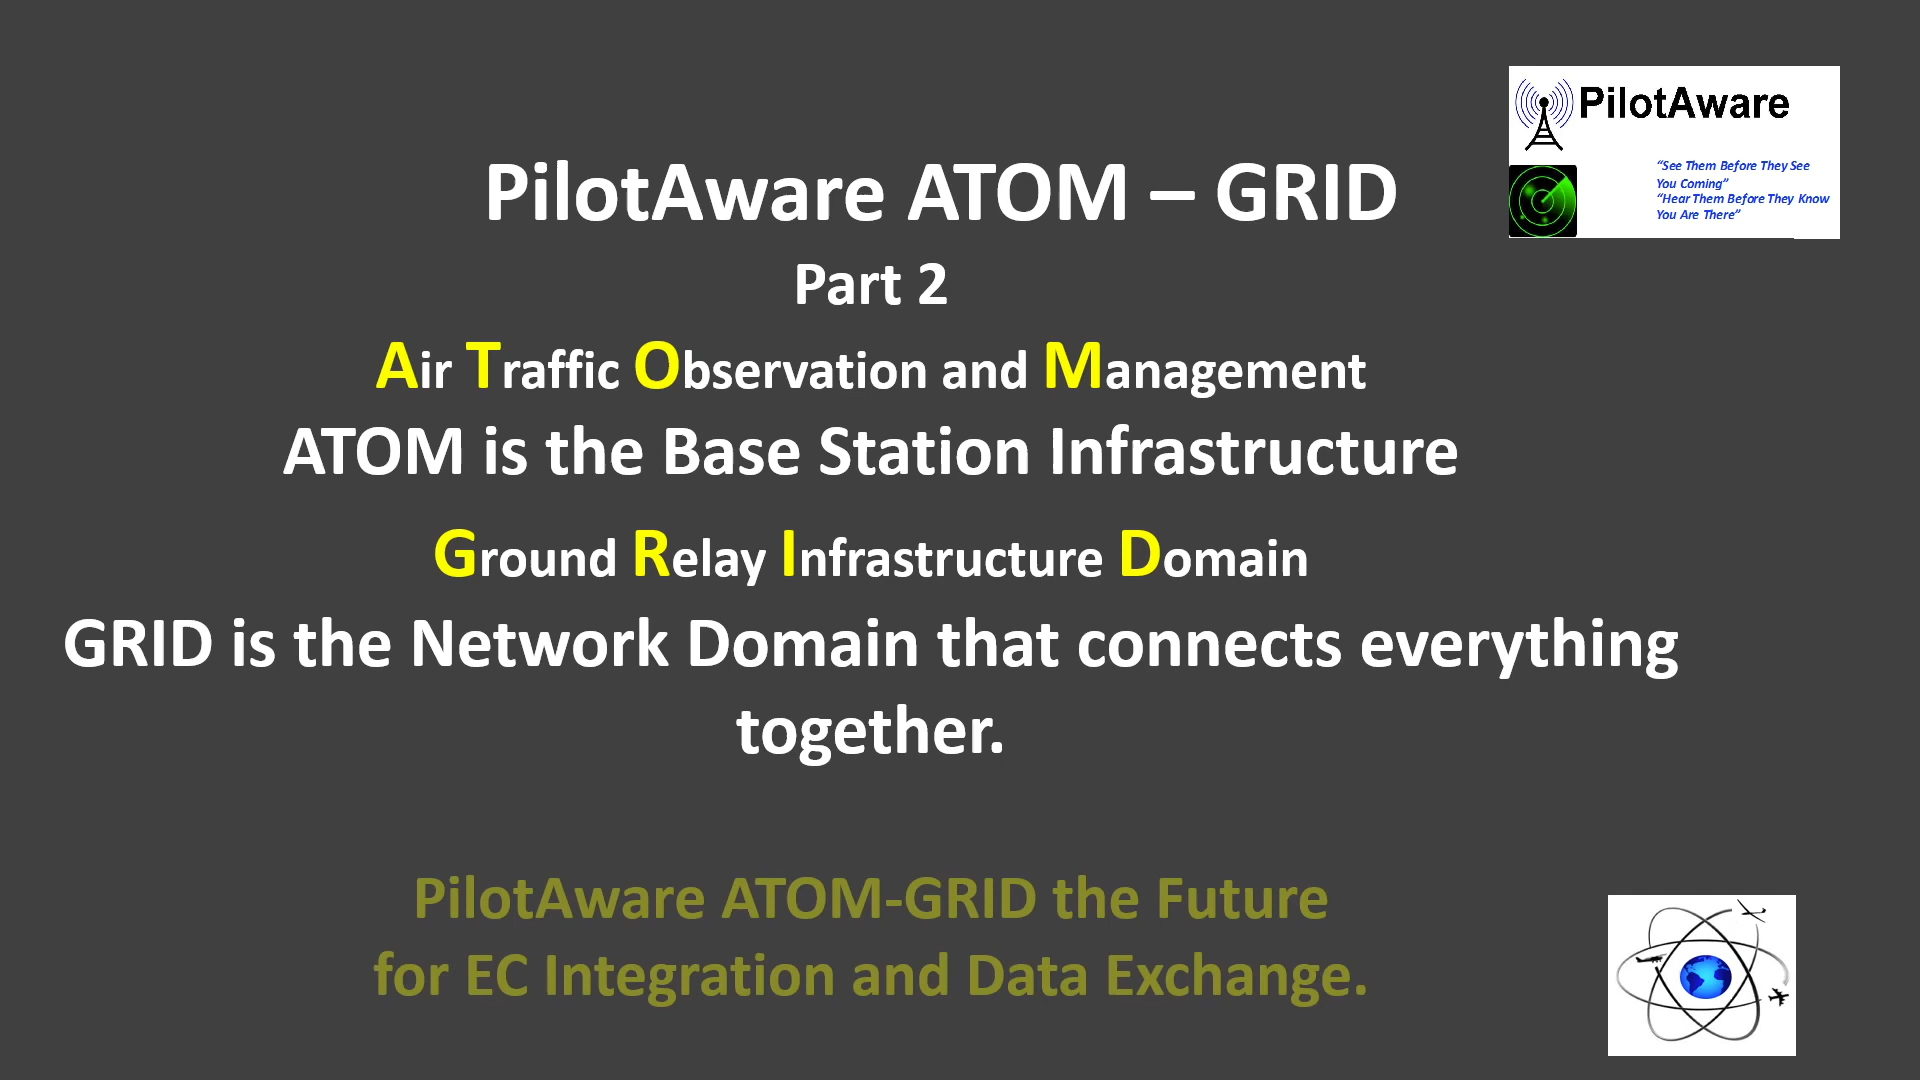 PilotAware
“See Them Before They See
You Coming”
“Hear Them Before They Know
You Are There”
PilotAware ATOM – GRID
Part 2
Air Traffic Observation and Management
ATOM is the Base Station Infrastructure
Ground Relay Infrastructure Domain
GRID is the Network Domain that connects everything
together.
PilotAware ATOM-GRID the Future
for EC Integration and Data Exchange.